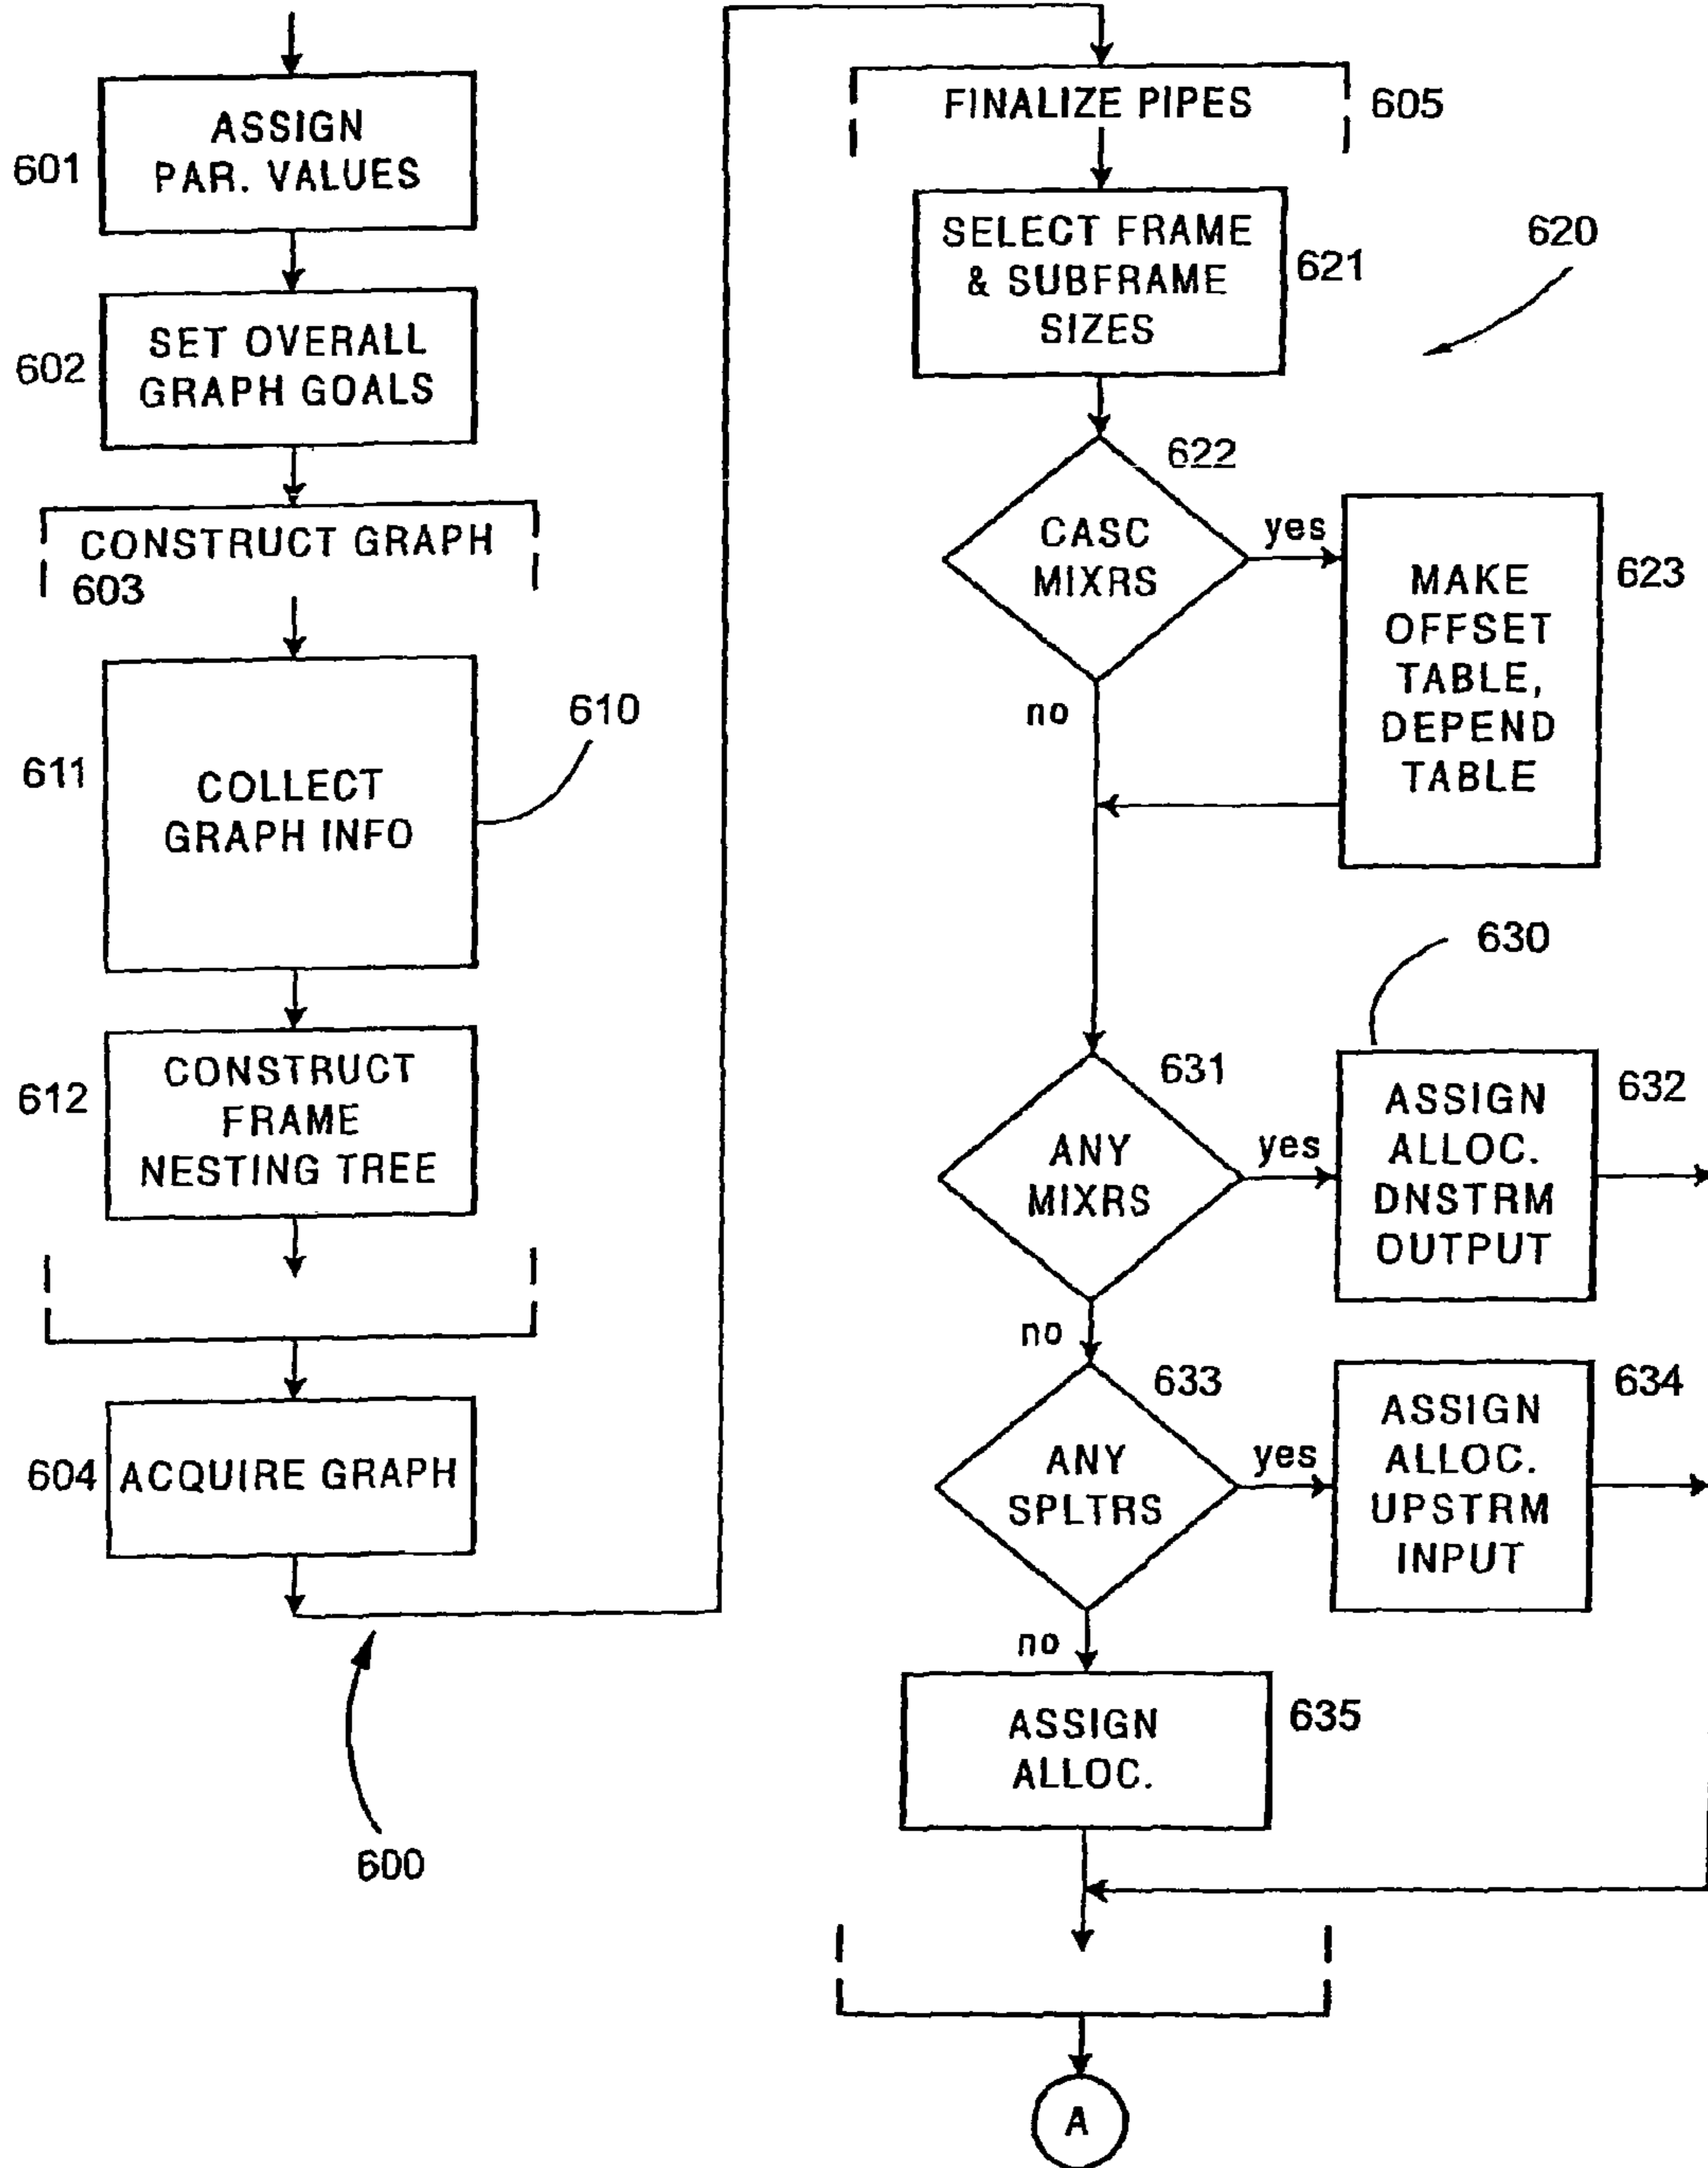 601
ASSIGN
PAR. VALUES
602
SET OVERALL
GRAPH GOALS
CONSTRUCT GRAPH
603
610
611
COLLECT
GRAPH INFO
612
CONSTRUCT
FRAME
NESTING TREE
604
ACQUIRE GRAPH
600
FINALIZE PIPES
605
SELECT FRAME
& SUBFRAME
SIZES
621
620
622
CASC
MIXRS
yes
no
MAKE
OFFSET
TABLE,
DEPEND
TABLE
623
630
631
ANY
MIXRS
yes
no
ASSIGN
ALLOC.
DNSTRM
OUTPUT
632
633
ANY
SPLTRS
yes
no
ASSIGN
ALLOC.
UPSTRM
INPUT
634
ASSIGN
ALLOC.
635
A